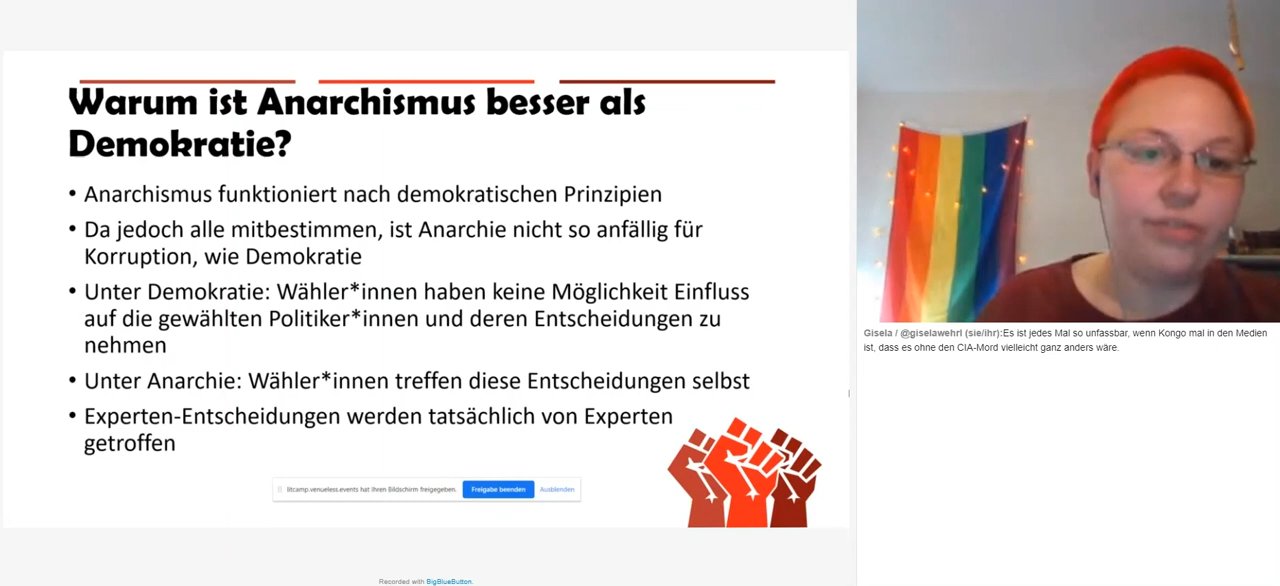 Warum ist Anarchismus besser als
Demokratie?
• Anarchismus funktioniert nach demokratischen Prinzipien
• Da jedoch alle mitbestimmen, ist Anarchie nicht so anfällig für
Korruption, wie Demokratie
• Unter Demokratie: Wähler*innen haben keine Möglichkeit Einfluss
auf die gewählten Politiker*innen und deren Entscheidungen zu
nehmen
• Unter Anarchie: Wähler*innen treffen diese Entscheidungen selbst
• Experten-Entscheidungen werden tatsächlich von Experten
getroffen
litcamp.venueless.events hat Ihren Bildschirm freigegeben. Freigabe beenden Ausblenden
Gisela / @giselawehrl (sie/ihr):Es ist jedes Mal so unfassbar, wenn Kongo mal in den Medien
ist, dass es ohne den CIA-Mord vielleicht ganz anders wäre.
Recorded with BigBlueButton.